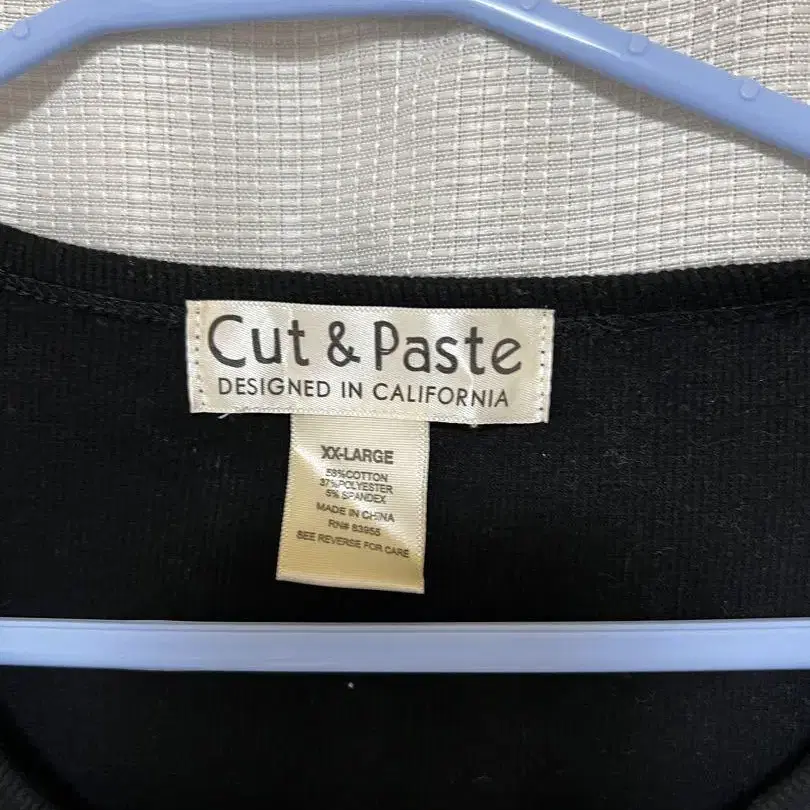 Cut & Paste
DESIGNED IN CALIFORNIA
XX-LARGE
58%COTTON
37%POLYESTER
5% SPANDEX
MADE IN CHINA
RN# 83955
SEE REVERSE FOR CARE